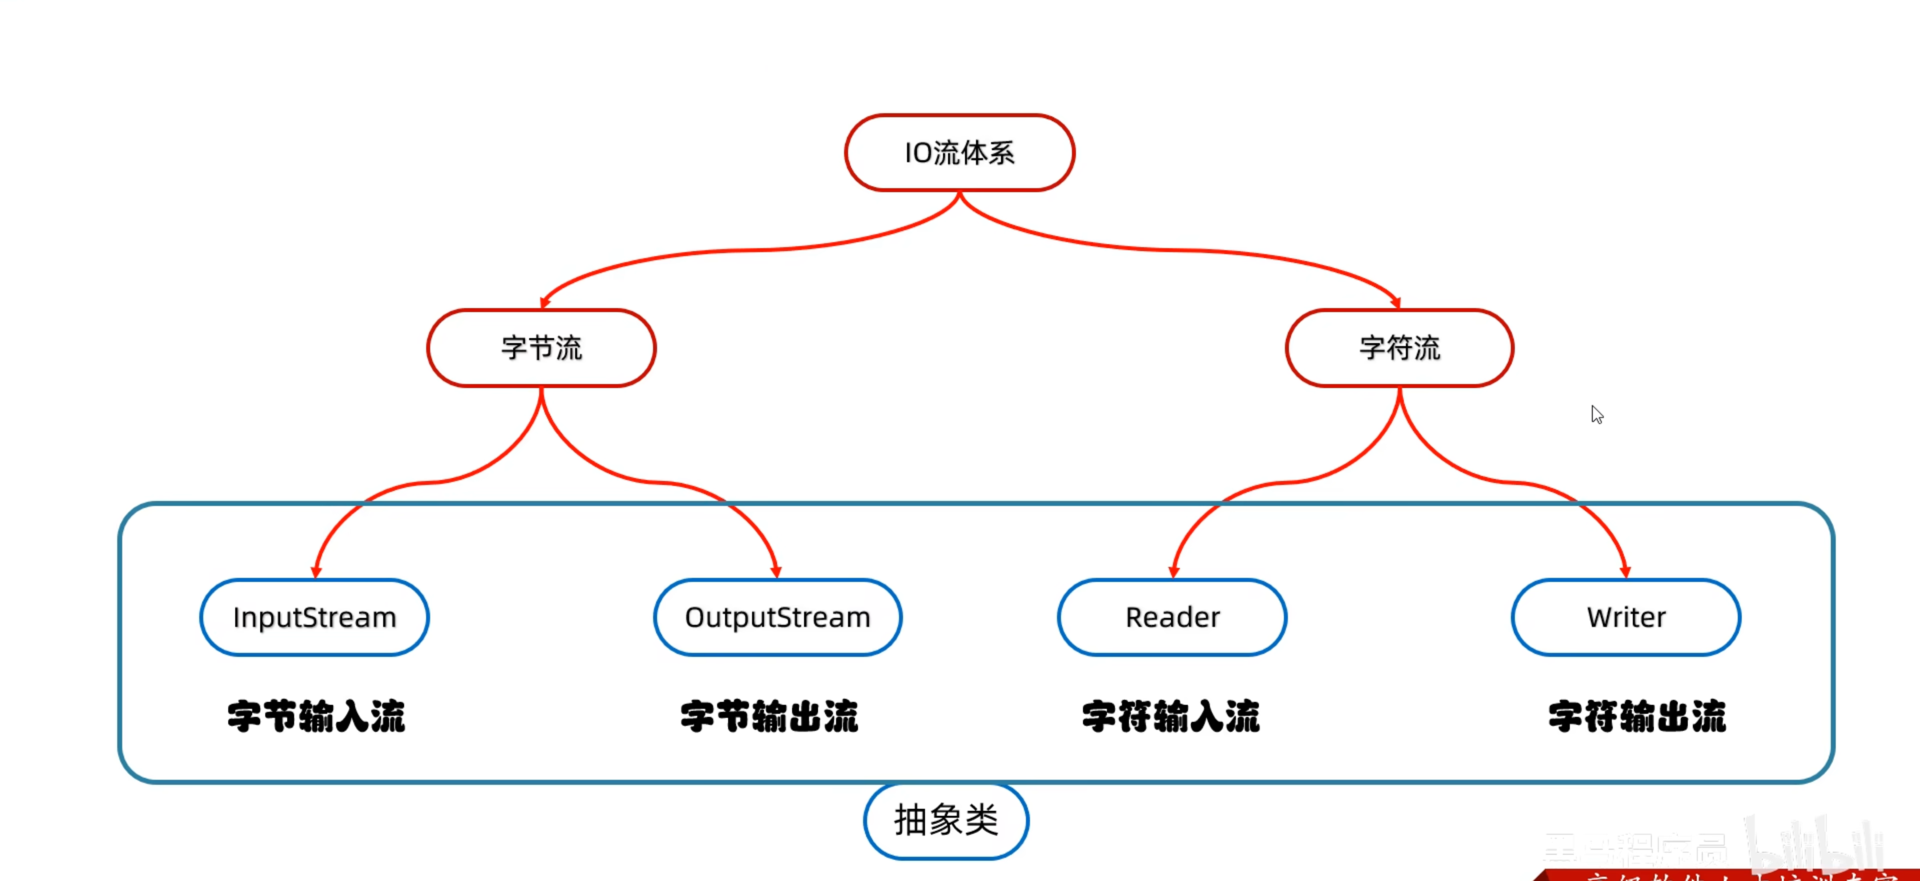 IO流体系
字节流
字符流
InputStream
OutputStream
Reader
Writer
字节输入流
字节输出流
字符输入流
字符输出流
抽象类
bilibili